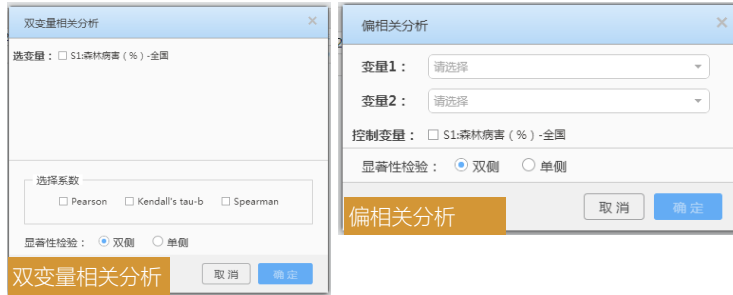 双变量相关分析
选变量： S1:森林病害（%）-全国
选择系数
Pearson Kendall's tau-b Spearman
显著性检验： 双侧 单侧
取消 确定
双变量相关分析
偏相关分析
变量1： 请选择
变量2： 请选择
控制变量： S1:森林病害（%）-全国
显著性检验： 双侧 单侧
取消 确定
偏相关分析